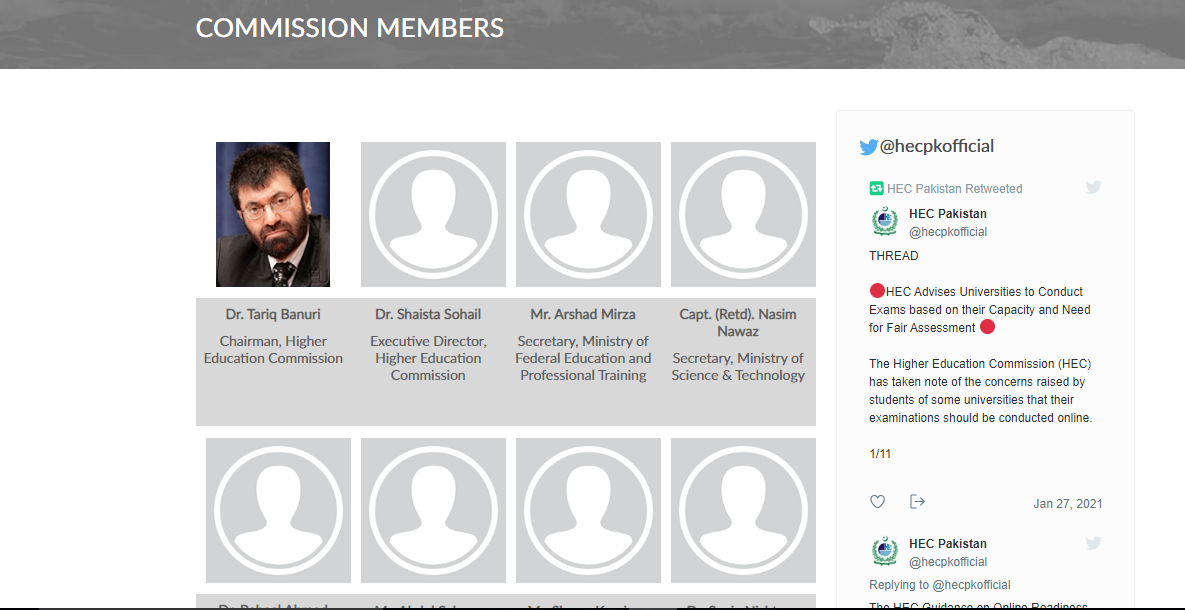 COMMISSION MEMBERS
Dr. Tariq Banuri
Chairman, Higher
Education Commission
Dr. Shaista Sohail
Executive Director,
Higher Education
Commission
Mr. Arshad Mirza
Secretary, Ministry of
Federal Education and
Professional Training
Capt. (Retd). Nasim
Nawaz
Secretary, Ministry of
Science & Technology
@hecpkofficial
HEC Pakistan Retweeted
HEC Pakistan
@hecpkofficial
THREAD
🔴HEC Advises Universities to Conduct
Exams based on their Capacity and Need
for Fair Assessment 🔴
The Higher Education Commission (HEC)
has taken note of the concerns raised by
students of some universities that their
examinations should be conducted online.
1/11
Jan 27, 2021
HEC Pakistan
@hecpkofficial
Replying to @hecpkofficial
The HEC Guidance on Online Readiness